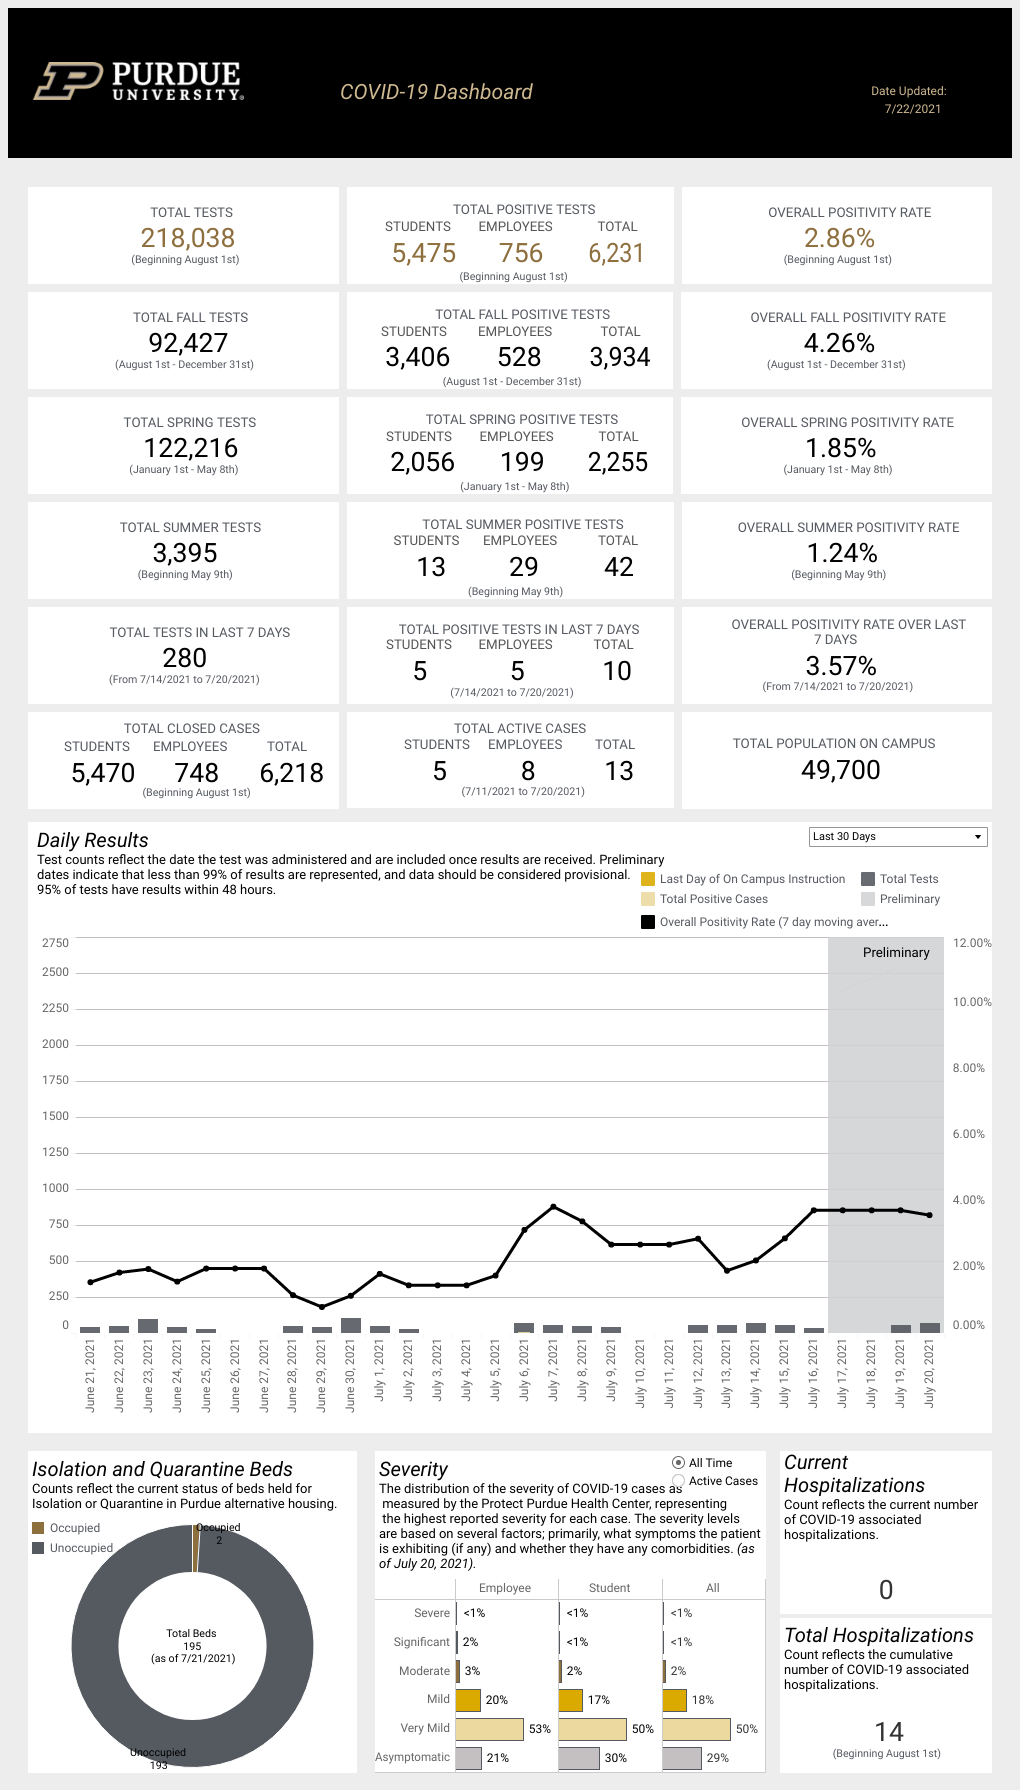 PURDUE
UNIVERSITY®
COVID-19 Dashboard
Date Updated:
7/22/2021
TOTAL TESTS
218,038
(Beginning August 1st)
TOTAL POSITIVE TESTS
STUDENTS EMPLOYEES TOTAL
5,475 756 6,231
(Beginning August 1st)
OVERALL POSITIVITY RATE
2.86%
(Beginning August 1st)
TOTAL FALL TESTS
92,427
(August 1st - December 31st)
TOTAL FALL POSITIVE TESTS
STUDENTS EMPLOYEES TOTAL
3,406 528 3,934
(August 1st - December 31st)
OVERALL FALL POSITIVITY RATE
4.26%
(August 1st - December 31st)
TOTAL SPRING TESTS
122,216
(January 1st - May 8th)
TOTAL SPRING POSITIVE TESTS
STUDENTS EMPLOYEES TOTAL
2,056 199 2,255
(January 1st - May 8th)
OVERALL SPRING POSITIVITY RATE
1.85%
(January 1st - May 8th)
TOTAL SUMMER TESTS
3,395
(Beginning May 9th)
TOTAL SUMMER POSITIVE TESTS
STUDENTS EMPLOYEES TOTAL
13 29 42
(Beginning May 9th)
OVERALL SUMMER POSITIVITY RATE
1.24%
(Beginning May 9th)
TOTAL TESTS IN LAST 7 DAYS
280
(From 7/14/2021 to 7/20/2021)
TOTAL POSITIVE TESTS IN LAST 7 DAYS
STUDENTS EMPLOYEES TOTAL
5 5 10
(7/14/2021 to 7/20/2021)
OVERALL POSITIVITY RATE OVER LAST
7 DAYS
3.57%
(From 7/14/2021 to 7/20/2021)
TOTAL CLOSED CASES
STUDENTS EMPLOYEES TOTAL
5,470 748 6,218
(Beginning August 1st)
TOTAL ACTIVE CASES
STUDENTS EMPLOYEES TOTAL
5 8 13
(7/11/2021 to 7/20/2021)
TOTAL POPULATION ON CAMPUS
49,700
Daily Results
Last 30 Days
Test counts reflect the date the test was administered and are included once results are received. Preliminary
dates indicate that less than 99% of results are represented, and data should be considered provisional.
95% of tests have results within 48 hours.
Last Day of On Campus Instruction
Total Tests
Total Positive Cases
Preliminary
Overall Positivity Rate (7 day moving aver...
2750
2500
2250
2000
1750
1500
1250
1000
750
500
250
0
Preliminary
12.00%
10.00%
8.00%
6.00%
4.00%
2.00%
0.00%
June 21, 2021
June 22, 2021
June 23, 2021
June 24, 2021
June 25, 2021
June 26, 2021
June 27, 2021
June 28, 2021
June 29, 2021
June 30, 2021
July 1, 2021
July 2, 2021
July 3, 2021
July 4, 2021
July 5, 2021
July 6, 2021
July 7, 2021
July 8, 2021
July 9, 2021
July 10, 2021
July 11, 2021
July 12, 2021
July 13, 2021
July 14, 2021
July 15, 2021
July 16, 2021
July 17, 2021
July 18, 2021
July 19, 2021
July 20, 2021
Isolation and Quarantine Beds
Counts reflect the current status of beds held for
Isolation or Quarantine in Purdue alternative housing.
Occupied
Unoccupied
Occupied
2
Total Beds
195
(as of 7/21/2021)
Unoccupied
193
Severity
All Time
Active Cases
The distribution of the severity of COVID-19 cases as
measured by the Protect Purdue Health Center, representing
the highest reported severity for each case. The severity levels
are based on several factors; primarily, what symptoms the patient
is exhibiting (if any) and whether they have any comorbidities. (as
of July 20, 2021).
Employee Student All
Severe <1% <1% <1%
Significant 2% <1% <1%
Moderate 3% 2% 2%
Mild 20% 17% 18%
Very Mild 53% 50% 50%
Asymptomatic 21% 30% 29%
Current
Hospitalizations
Count reflects the current number
of COVID-19 associated
hospitalizations.
0
Total Hospitalizations
Count reflects the cumulative
number of COVID-19 associated
hospitalizations.
14
(Beginning August 1st)